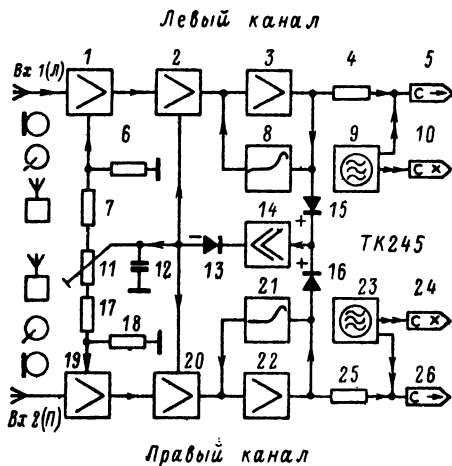 Левый канал
Вх 1(Л) 1 2 3 4 5
C
6 8 9 10
C X
7
14 15
+
ТК245
−
11 12 13
+
16
17 18 21 23 24
C X
19 20 22 25 26
C
Вх 2(П)
Правый канал